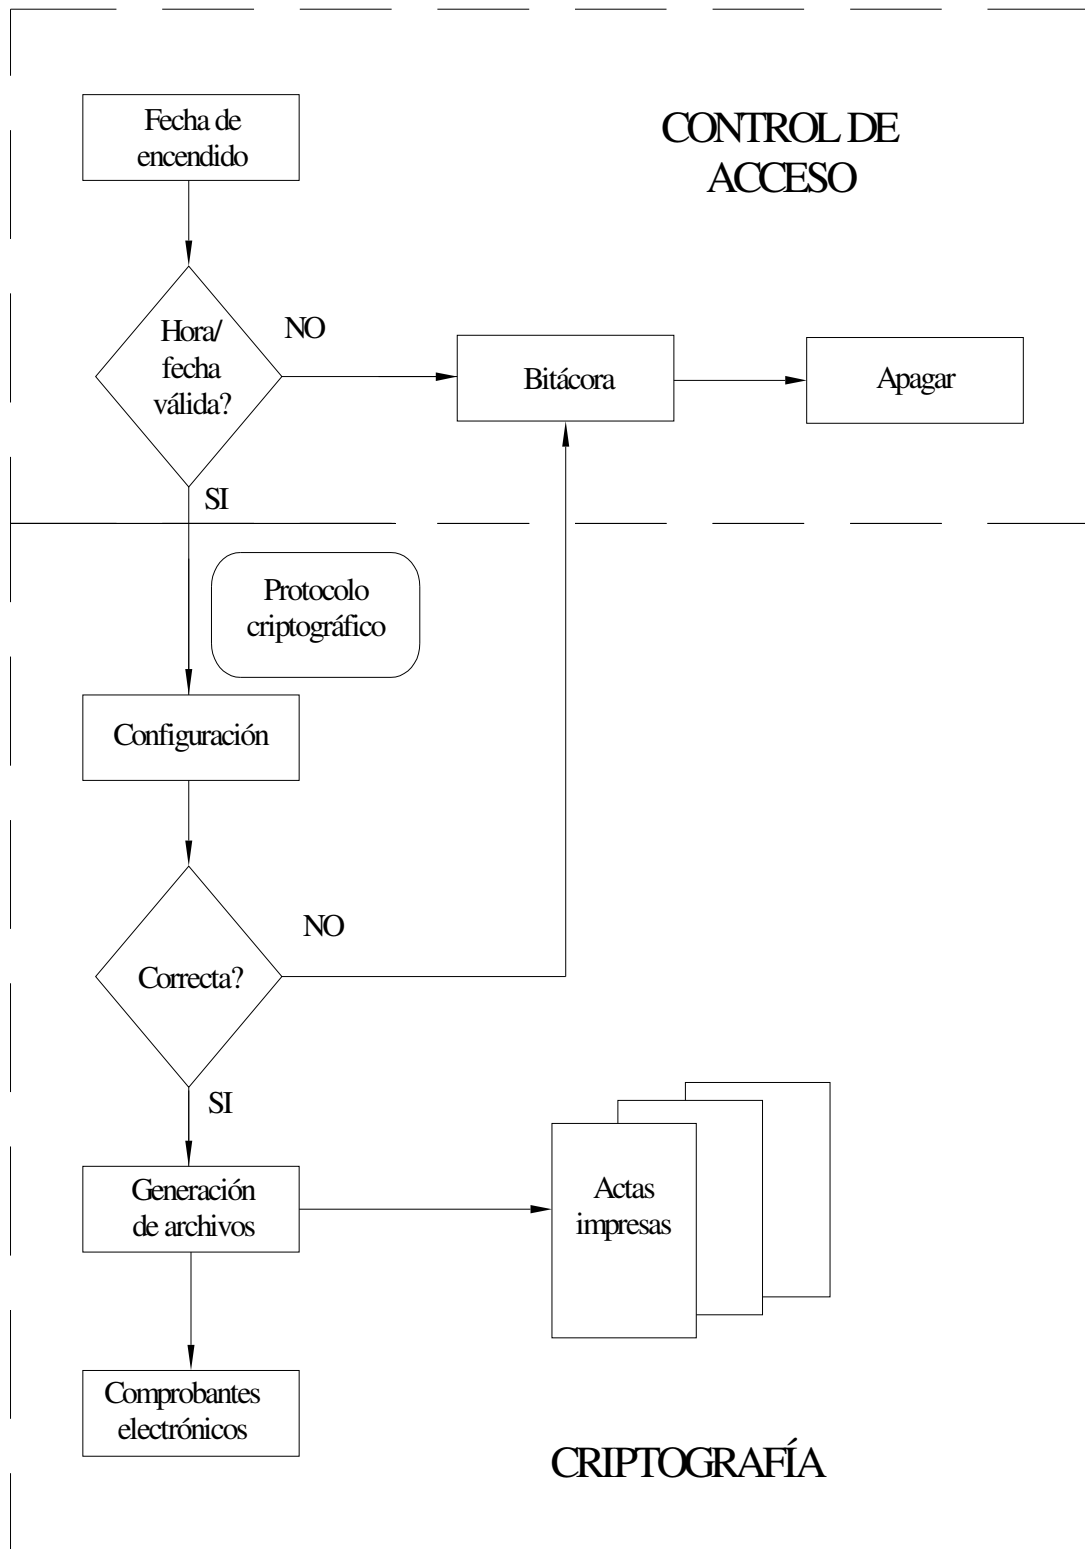 Fecha de
encendido
CONTROL DE
ACCESO
Hora/
fecha
válida?
NO
Bitácora
Apagar
SI
Protocolo
criptográfico
Configuración
Correcta?
NO
SI
Generación
de archivos
Actas
impresas
Comprobantes
electrónicos
CRIPTOGRAFÍA